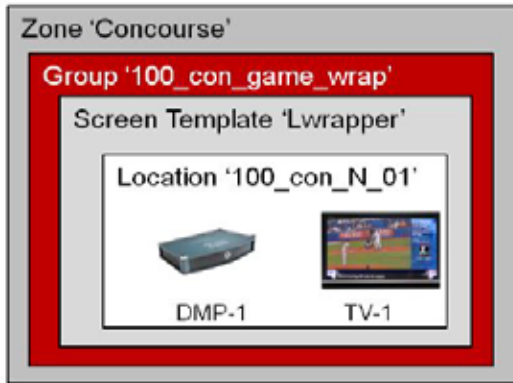 Zone ‘Concourse’
Group ‘100_con_game_wrap’
Screen Template ‘Lwrapper’
Location ‘100_con_N_01’
DMP-1 TV-1